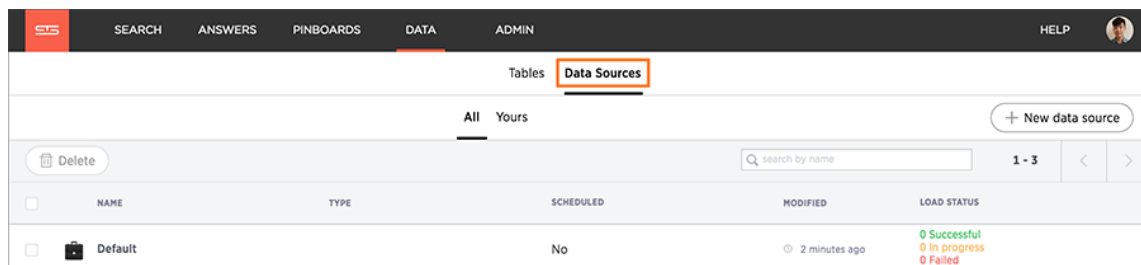 SEARCH ANSWERS PINBOARDS DATA ADMIN HELP
Tables Data Sources
All Yours + New data source
Delete search by name 1 - 3 < >
NAME TYPE SCHEDULED MODIFIED LOAD STATUS
Default No 2 minutes ago 0 Successful
0 In progress
0 Failed